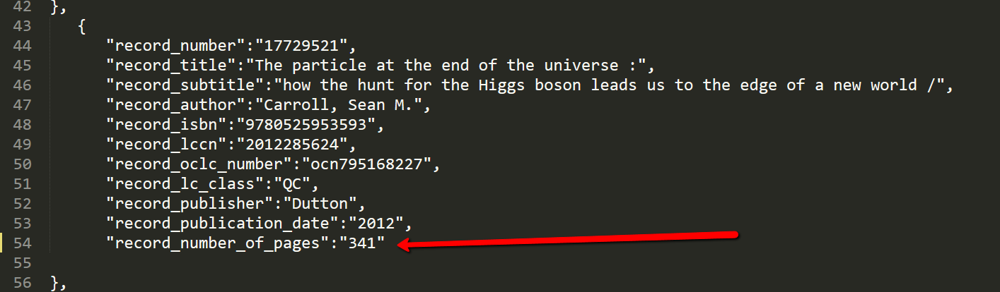 42 },
43 {
44 "record_number":"17729521",
45 "record_title":"The particle at the end of the universe :",
46 "record_subtitle":"how the hunt for the Higgs boson leads us to the edge of a new world /",
47 "record_author":"Carroll, Sean M.",
48 "record_isbn":"9780525953593",
49 "record_lccn":"2012285624",
50 "record_oclc_number":"ocn795168227",
51 "record_lc_class":"QC",
52 "record_publisher":"Dutton",
53 "record_publication_date":"2012",
54 "record_number_of_pages":"341"
55
56 },